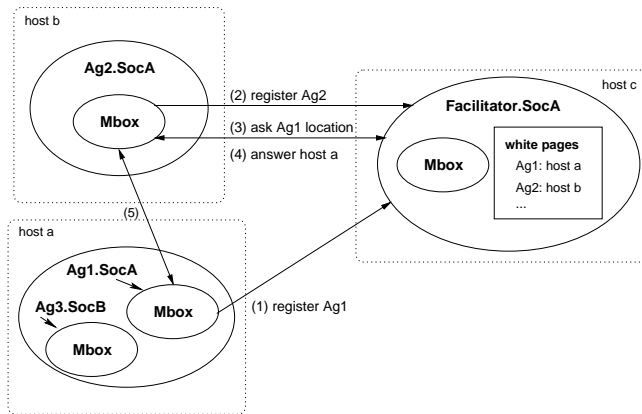 host b
Ag2.SocA
Mbox
(2) register Ag2
(3) ask Ag1 location
(4) answer host a
host c
Facilitator.SocA
Mbox
white pages
Ag1: host a
Ag2: host b
...
(5)
host a
Ag1.SocA
Ag3.SocB
Mbox
Mbox
(1) register Ag1